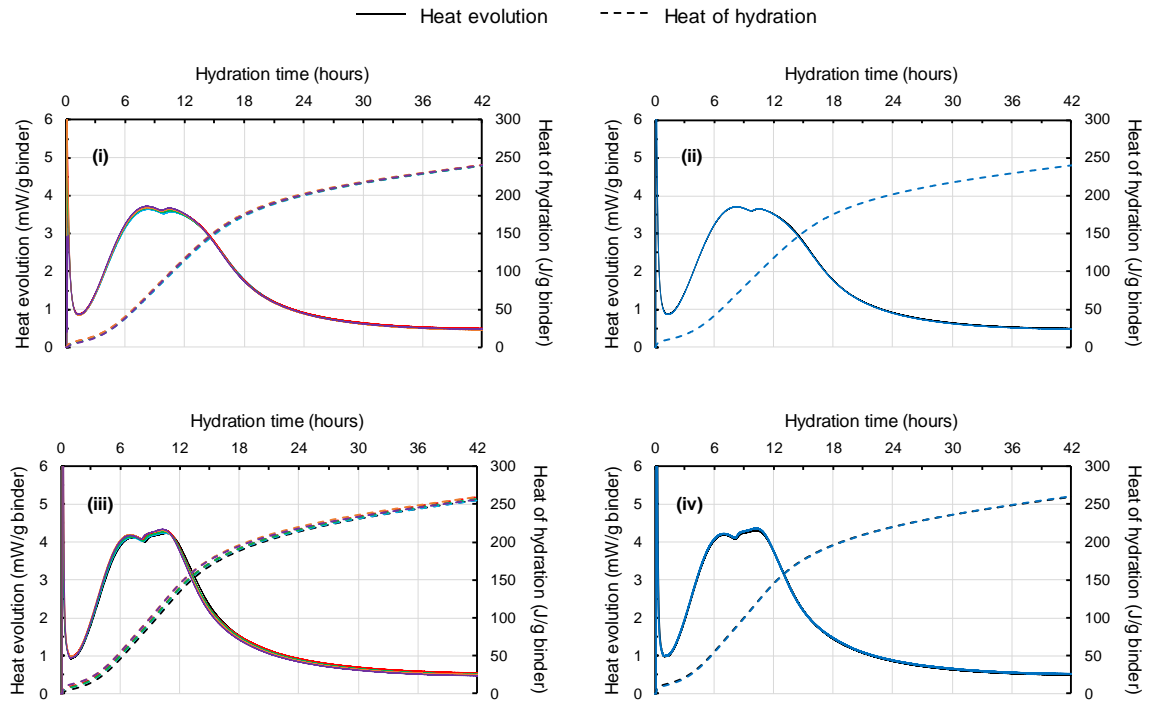 Heat evolution Heat of hydration
Hydration time (hours)
0 6 12 18 24 30 36 42
Heat evolution (mW/g binder)
6
5
4
3
2
1
0
(i)
300
250
200
150
100
50
0
Heat of hydration (J/g binder)
Hydration time (hours)
0 6 12 18 24 30 36 42
Heat evolution (mW/g binder)
6
5
4
3
2
1
0
(ii)
300
250
200
150
100
50
0
Heat of hydration (J/g binder)
Hydration time (hours)
0 6 12 18 24 30 36 42
Heat evolution (mW/g binder)
6
5
4
3
2
1
0
(iii)
300
250
200
150
100
50
0
Heat of hydration (J/g binder)
Hydration time (hours)
0 6 12 18 24 30 36 42
Heat evolution (mW/g binder)
6
5
4
3
2
1
0
(iv)
300
250
200
150
100
50
0
Heat of hydration (J/g binder)